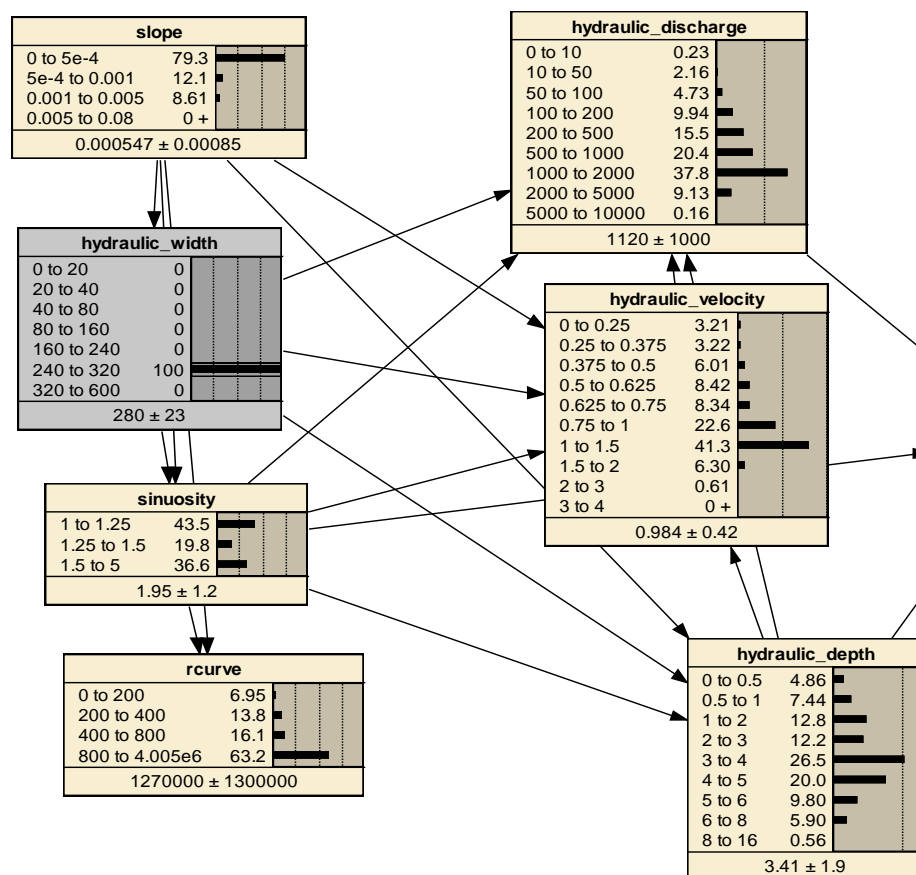 slope
0 to 5e-4 79.3
5e-4 to 0.001 12.1
0.001 to 0.005 8.61
0.005 to 0.08 0 +
0.000547 ± 0.00085
hydraulic_discharge
0 to 10 0.23
10 to 50 2.16
50 to 100 4.73
100 to 200 9.94
200 to 500 15.5
500 to 1000 20.4
1000 to 2000 37.8
2000 to 5000 9.13
5000 to 10000 0.16
1120 ± 1000
hydraulic_width
0 to 20 0
20 to 40 0
40 to 80 0
80 to 160 0
160 to 240 0
240 to 320 100
320 to 600 0
280 ± 23
hydraulic_velocity
0 to 0.25 3.21
0.25 to 0.375 3.22
0.375 to 0.5 6.01
0.5 to 0.625 8.42
0.625 to 0.75 8.34
0.75 to 1 22.6
1 to 1.5 41.3
1.5 to 2 6.30
2 to 3 0.61
3 to 4 0 +
0.984 ± 0.42
sinuosity
1 to 1.25 43.5
1.25 to 1.5 19.8
1.5 to 5 36.6
1.95 ± 1.2
rcurve
0 to 200 6.95
200 to 400 13.8
400 to 800 16.1
800 to 4.005e6 63.2
1270000 ± 1300000
hydraulic_depth
0 to 0.5 4.86
0.5 to 1 7.44
1 to 2 12.8
2 to 3 12.2
3 to 4 26.5
4 to 5 20.0
5 to 6 9.80
6 to 8 5.90
8 to 16 0.56
3.41 ± 1.9